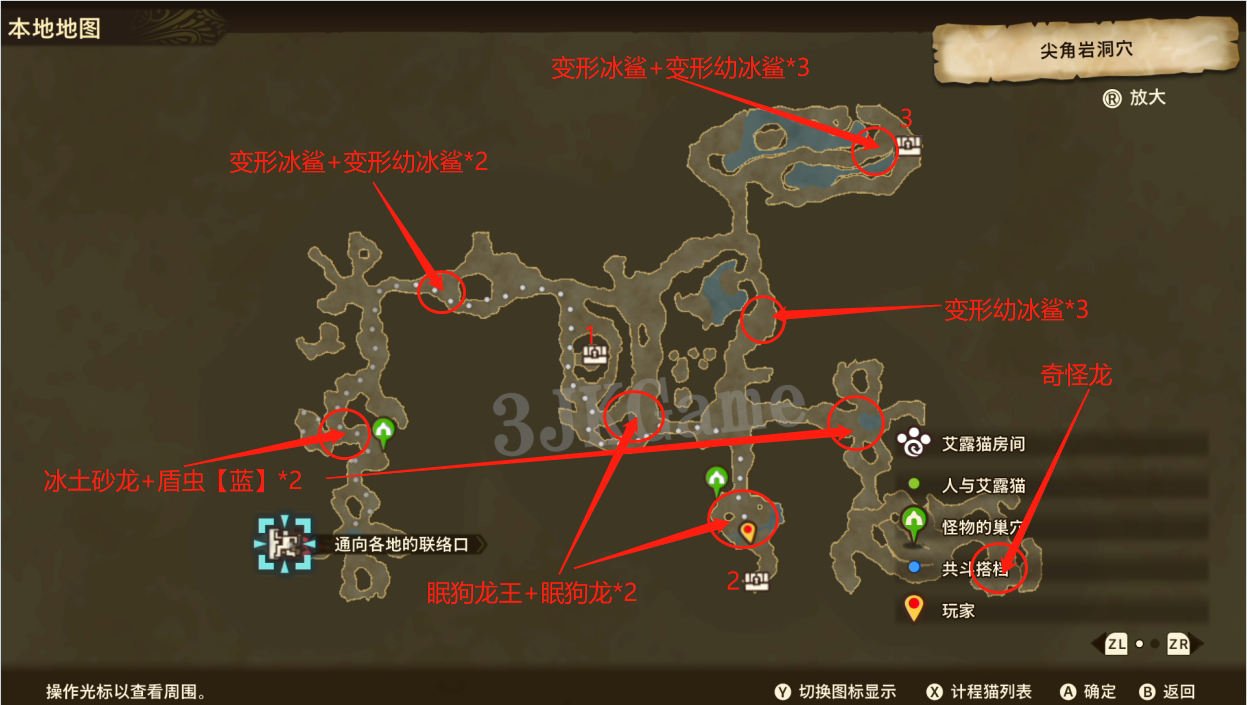 本地地图
尖角岩洞穴
R 放大
变形冰鲨+变形幼冰鲨*3
3
变形冰鲨+变形幼冰鲨*2
变形幼冰鲨*3
1
奇怪龙
3JKGame
艾露猫房间
冰土砂龙+盾虫【蓝】*2
人与艾露猫
怪物的巢穴
通向各地的联络口
共斗搭档
2
眠狗龙王+眠狗龙*2
玩家
ZL ZR
操作光标以查看周围。
Y 切换图标显示 X 计程猫列表 A 确定 B 返回